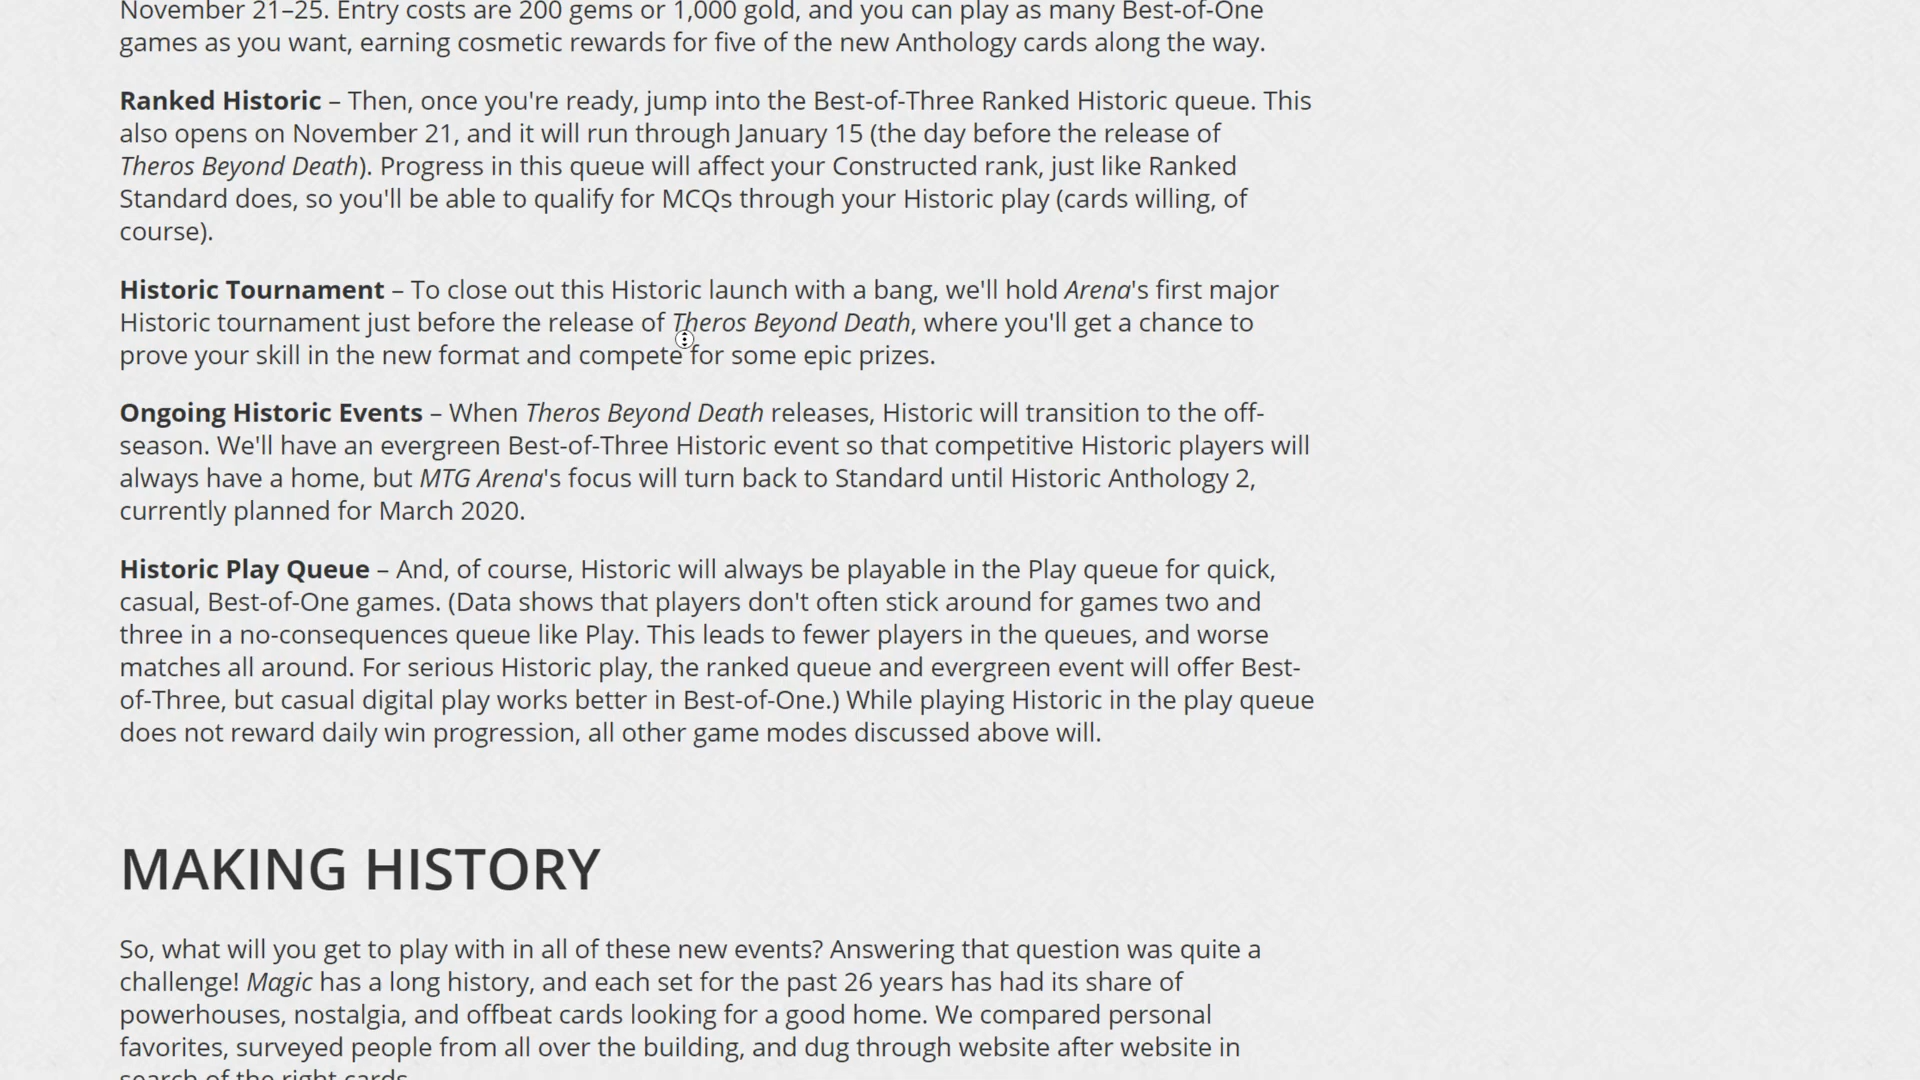 November 21–25. Entry costs are 200 gems or 1,000 gold, and you can play as many Best-of-One
games as you want, earning cosmetic rewards for five of the new Anthology cards along the way.
Ranked Historic – Then, once you're ready, jump into the Best-of-Three Ranked Historic queue. This
also opens on November 21, and it will run through January 15 (the day before the release of
Theros Beyond Death). Progress in this queue will affect your Constructed rank, just like Ranked
Standard does, so you'll be able to qualify for MCQs through your Historic play (cards willing, of
course).
Historic Tournament – To close out this Historic launch with a bang, we'll hold Arena's first major
Historic tournament just before the release of Theros Beyond Death, where you'll get a chance to
prove your skill in the new format and compete for some epic prizes.
Ongoing Historic Events – When Theros Beyond Death releases, Historic will transition to the off-
season. We'll have an evergreen Best-of-Three Historic event so that competitive Historic players will
always have a home, but MTG Arena's focus will turn back to Standard until Historic Anthology 2,
currently planned for March 2020.
Historic Play Queue – And, of course, Historic will always be playable in the Play queue for quick,
casual, Best-of-One games. (Data shows that players don't often stick around for games two and
three in a no-consequences queue like Play. This leads to fewer players in the queues, and worse
matches all around. For serious Historic play, the ranked queue and evergreen event will offer Best-
of-Three, but casual digital play works better in Best-of-One.) While playing Historic in the play queue
does not reward daily win progression, all other game modes discussed above will.
MAKING HISTORY
So, what will you get to play with in all of these new events? Answering that question was quite a
challenge! Magic has a long history, and each set for the past 26 years has had its share of
powerhouses, nostalgia, and offbeat cards looking for a good home. We compared personal
favorites, surveyed people from all over the building, and dug through website after website in
search of the right cards.